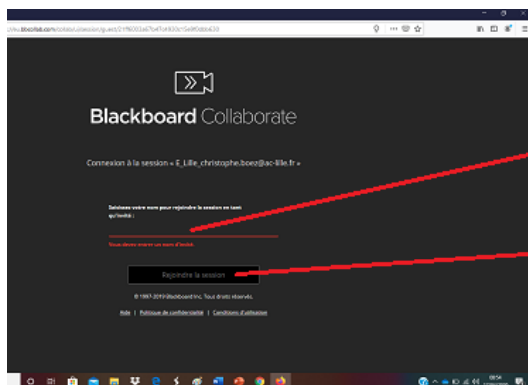 Blackboard Collaborate
Connexion à la session « E_Lille_christophe.boez@ac-lille.fr »
Saisissez votre nom pour rejoindre la session en tant
qu'invité :
Vous devez entrer un nom d'invité.
Rejoindre la session
© 1997-2019 Blackboard Inc. Tous droits réservés.
Aide | Politique de confidentialité | Conditions d'utilisation
08:54